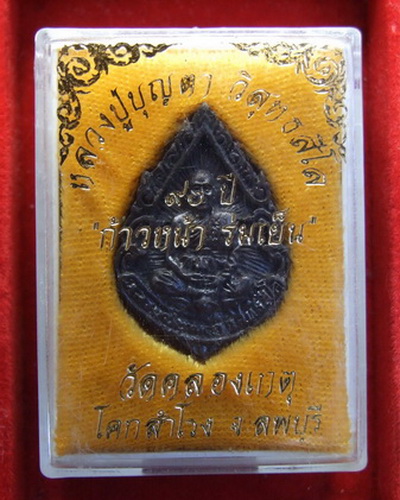 หลวงปู่บุญตา วิสุทธสีโล
๙๕ ปี
"ก้าวหน้า ร่มเย็น"
วัดคลองเกตุ
โคกสำโรง จ.ลพบุรี